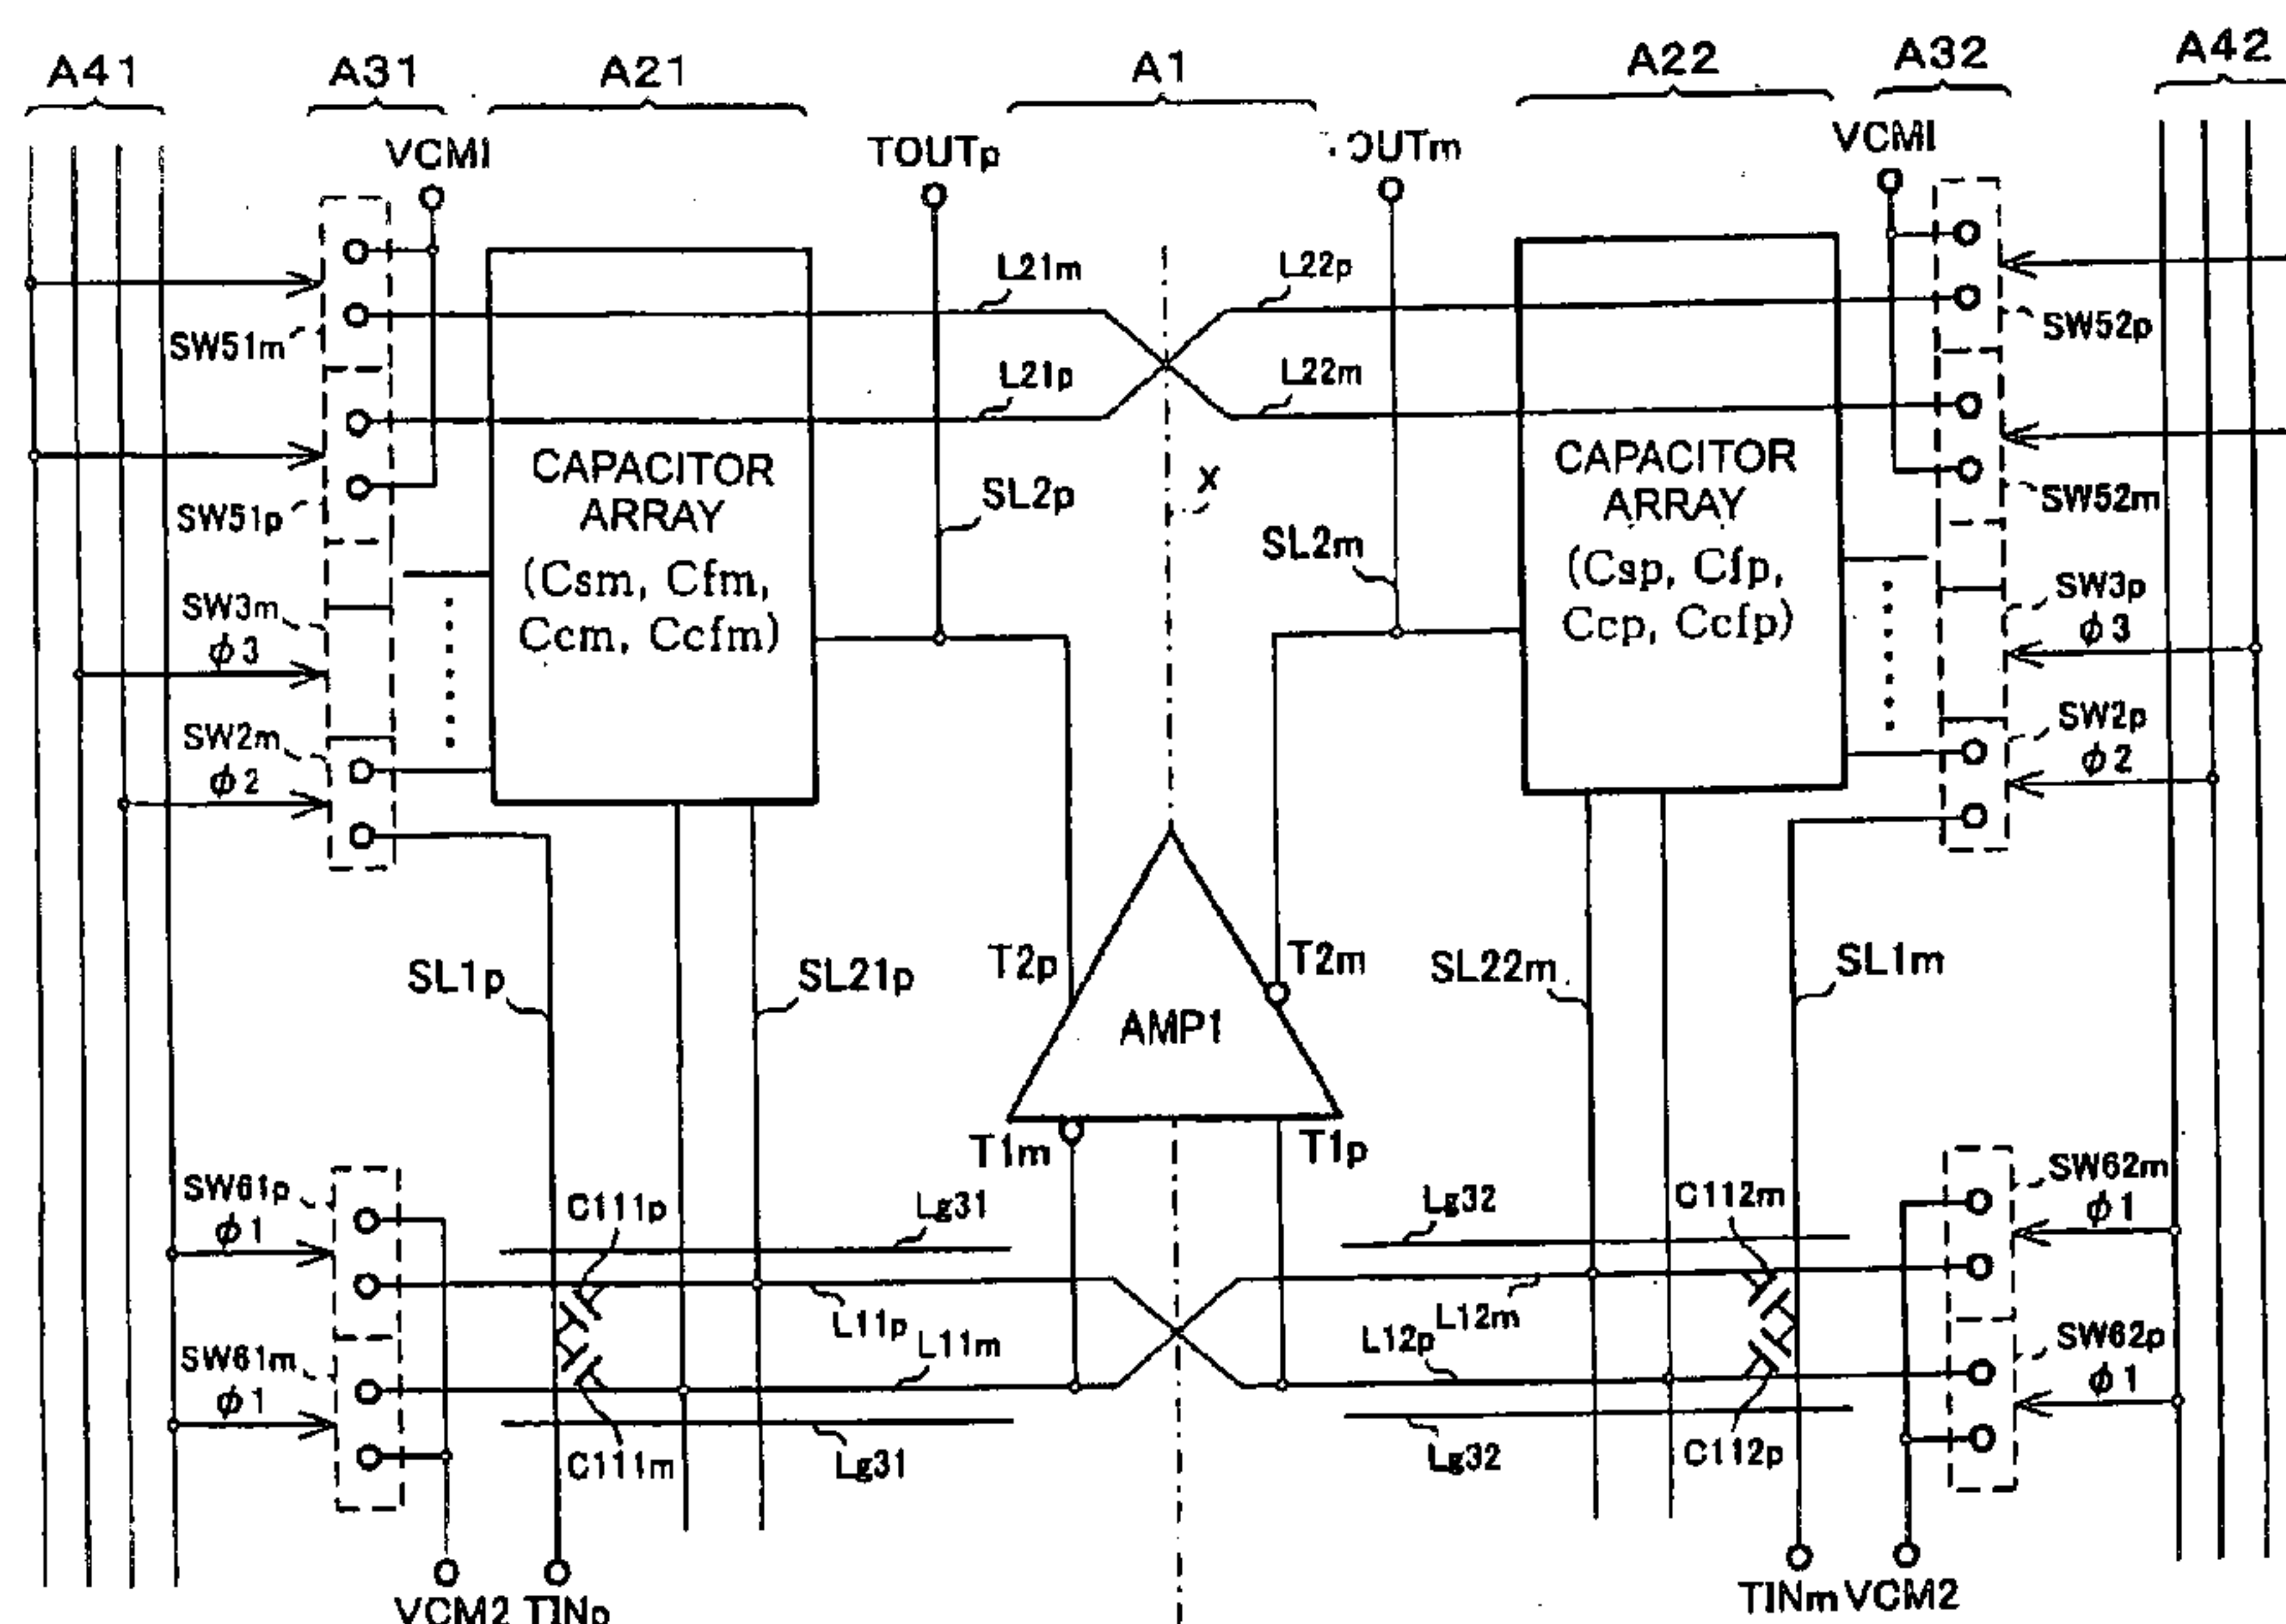 A41 A31 A21 A1 A22 A32 A42
VCM1 TOUTp OUTm VCM1
L21m L22p
SW51m SW52p
L21p L22m
CAPACITOR
ARRAY
(Csm, Cfm,
Ccm, Ccfm)
SL2p
X
SL2m
CAPACITOR
ARRAY
(Csp, Cfp,
Ccp, Ccfp)
SW51p SW52m
SW3m
ϕ3
SW3p
ϕ3
SW2m
ϕ2
SW2p
ϕ2
SL1p SL21p T2p T2m SL22m SL1m
AMP1
T1m T1p
SW61p
ϕ1
C111p Lg31 Lg32 C112m
SW62m
ϕ1
L11p L11m L12p L12m
SW61m
ϕ1
SW62p
ϕ1
C111m Lg31 Lg32 C112p
VCM2 TINp TINm VCM2